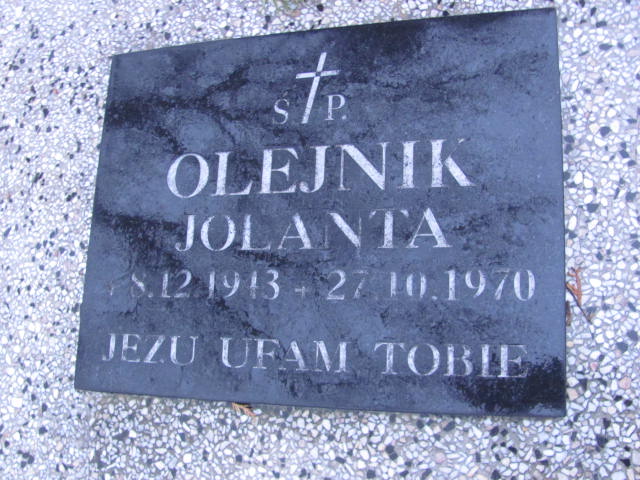 Ś P.
OLEJNIK
JOLANTA
* 8.12.1943 + 27.10.1970
JEZU UFAM TOBIE